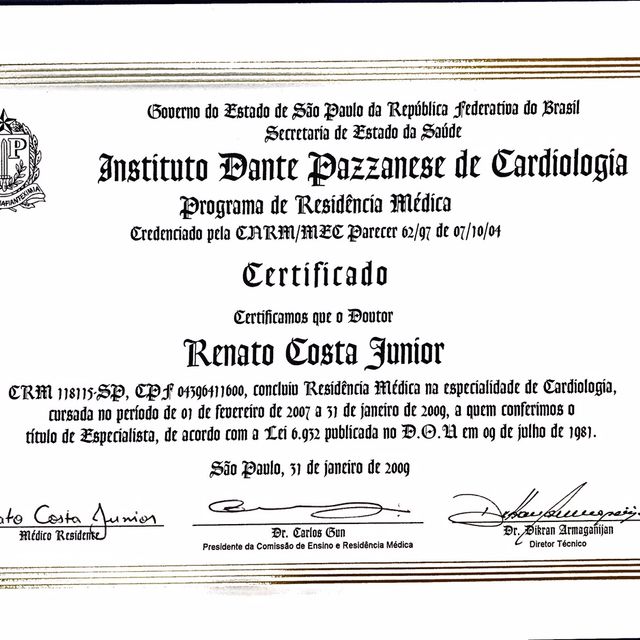 Governo do Estado de São Paulo da República Federativa do Brasil
Secretaria de Estado da Saúde
Instituto Dante Pazzanese de Cardiologia
Programa de Residência Médica
Credenciado pela CNRM/MEC Parecer 62/97 de 07/10/04
Certificado
Certificamos que o Doutor
Renato Costa Junior
CRM 118115-SP, CPF 04396411600, concluiu Residência Médica na especialidade de Cardiologia,
cursada no período de 01 de fevereiro de 2007 a 31 de janeiro de 2009, a quem conferimos o
título de Especialista, de acordo com a Lei 6.932 publicada no D.O.U em 09 de julho de 1981.
São Paulo, 31 de janeiro de 2009
ato Costa Junior
Médico Residente
Dr. Carlos Gun
Presidente da Comissão de Ensino e Residência Médica
Dr. Dikran Armaganijan
Diretor Técnico